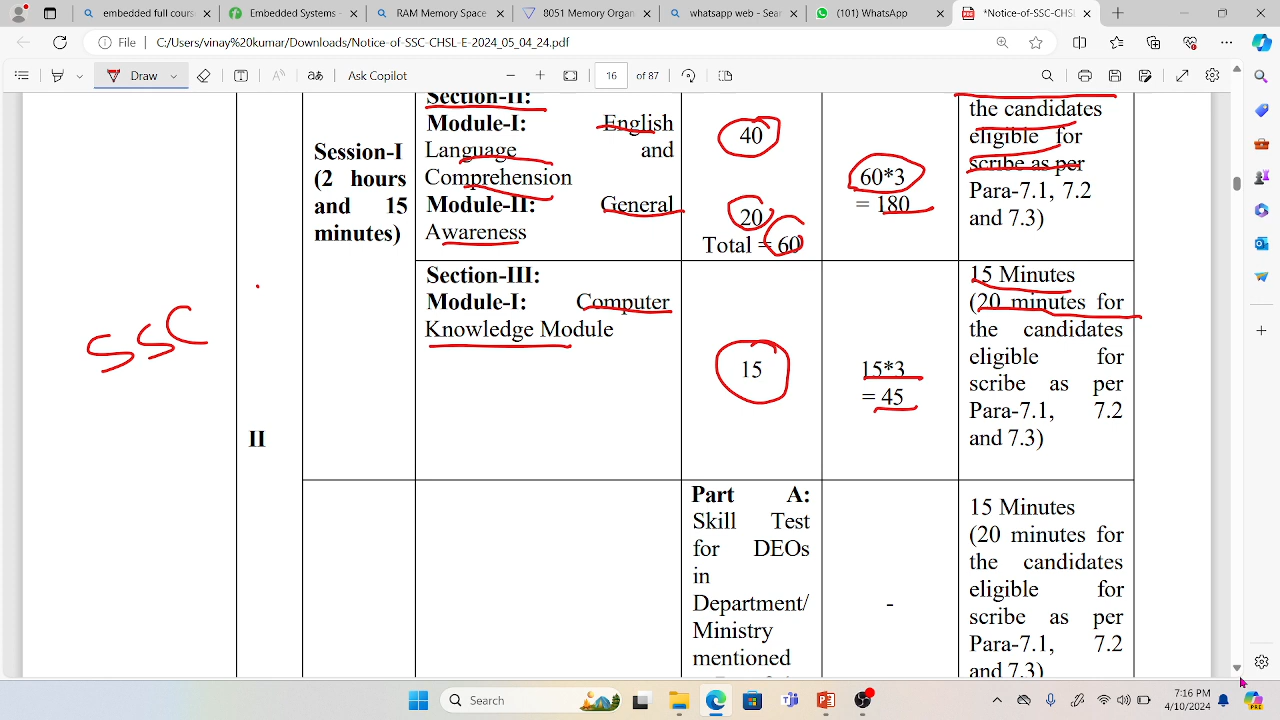 embedded full cours
Embedded Systems -
RAM Memory Space
8051 Memory Organ
what is the web - Sear
(101) WhatsApp
*Notice-of-SSC-CHSL-
File
C:/Users/vinay%20kumar/Downloads/Notice-of-SSC CHSL-E-2024_05_04_24.pdf
Draw
Ask Copilot
16 of 87
Session-I
(2 hours
and 15
minutes)
Section-II:
Module-I: English
Language and
Comprehension
Module-II: General
Awareness
40
20
Total = 60
60*3
= 180
the candidates
eligible for
scribe as per
Para-7.1, 7.2
and 7.3)
SSC
II
Section-III:
Module-I: Computer
Knowledge Module
15
15*3
= 45
15 Minutes
(20 minutes for
the candidates
eligible for
scribe as per
Para-7.1, 7.2
and 7.3)
Part A:
Skill Test
for DEOs
in
Department/
Ministry
mentioned
-
15 Minutes
(20 minutes for
the candidates
eligible for
scribe as per
Para-7.1, 7.2
and 7.3)
Search
4/10/2024